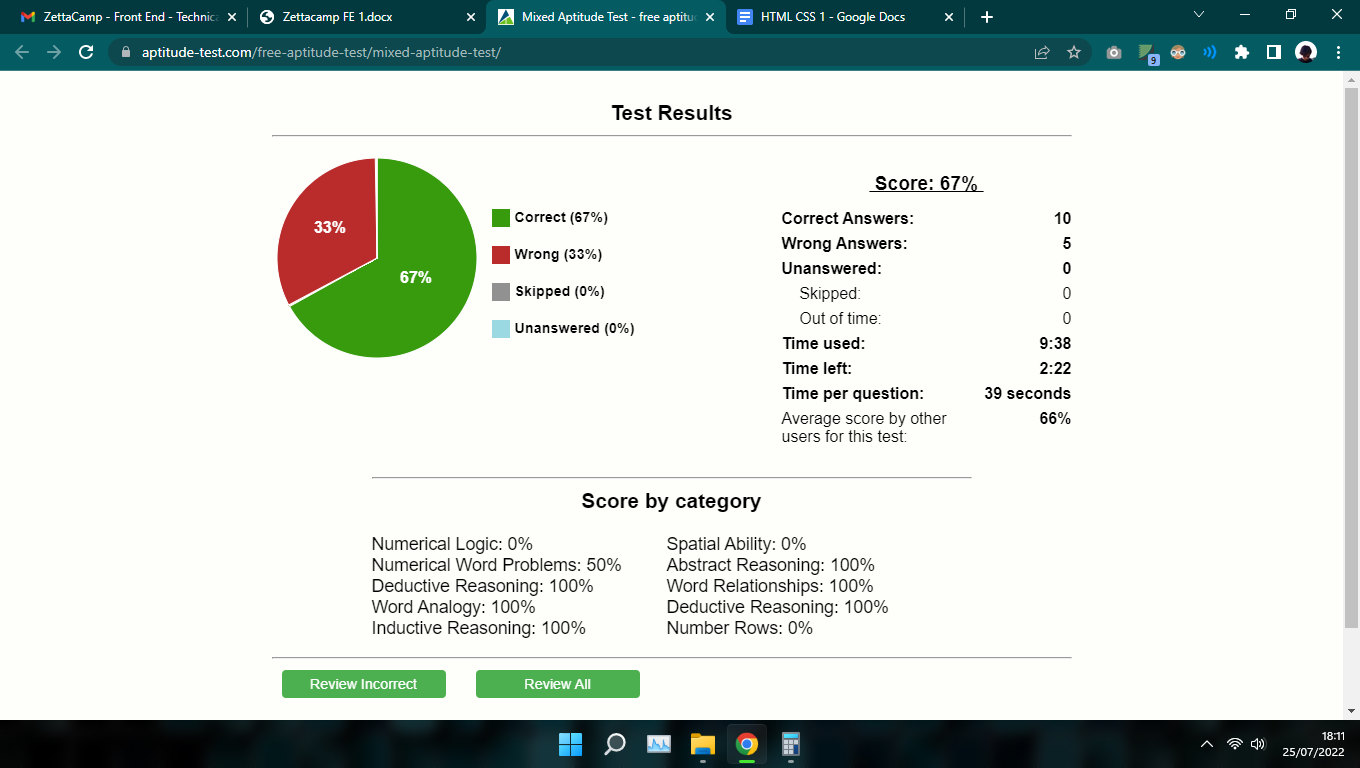 ZettaCamp - Front End - Technica
Zettacamp FE 1.docx
Mixed Aptitude Test - free aptitu
HTML CSS 1 - Google Docs
aptitude-test.com/free-aptitude-test/mixed-aptitude-test/
9
Test Results
33%
67%
Correct (67%)
Wrong (33%)
Skipped (0%)
Unanswered (0%)
Score: 67%
Correct Answers: 10
Wrong Answers: 5
Unanswered: 0
Skipped: 0
Out of time: 0
Time used: 9:38
Time left: 2:22
Time per question: 39 seconds
Average score by other 66%
users for this test:
Score by category
Numerical Logic: 0%
Numerical Word Problems: 50%
Deductive Reasoning: 100%
Word Analogy: 100%
Inductive Reasoning: 100%
Spatial Ability: 0%
Abstract Reasoning: 100%
Word Relationships: 100%
Deductive Reasoning: 100%
Number Rows: 0%
Review Incorrect
Review All
18:11
25/07/2022